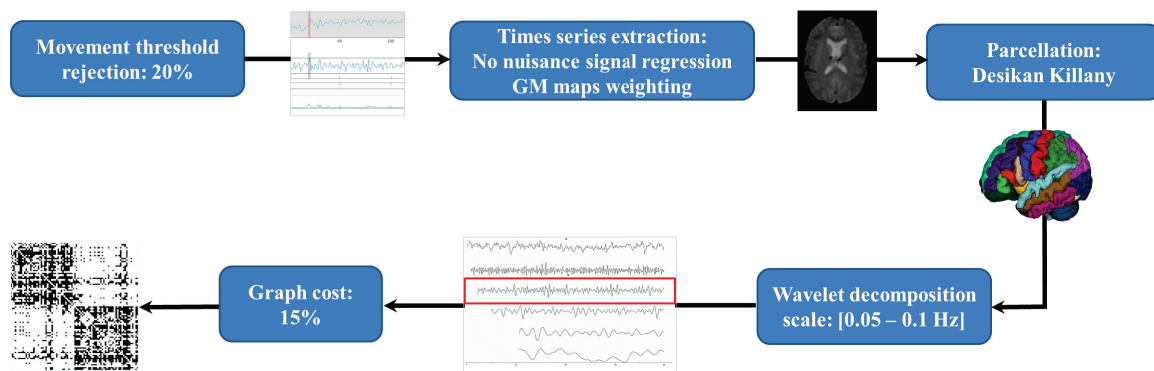 Movement threshold
rejection: 20%
Times series extraction:
No nuisance signal regression
GM maps weighting
Parcellation:
Desikan Killany
Graph cost:
15%
Wavelet decomposition
scale: [0.05 – 0.1 Hz]